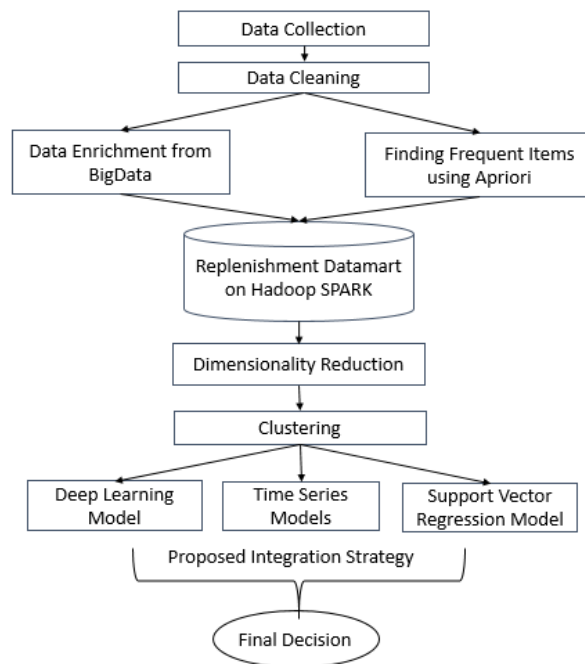 Data Collection
Data Cleaning
Data Enrichment from
BigData
Finding Frequent Items
using Apriori
Replenishment Datamart
on Hadoop SPARK
Dimensionality Reduction
Clustering
Deep Learning
Model
Time Series
Models
Support Vector
Regression Model
Proposed Integration Strategy
Final Decision